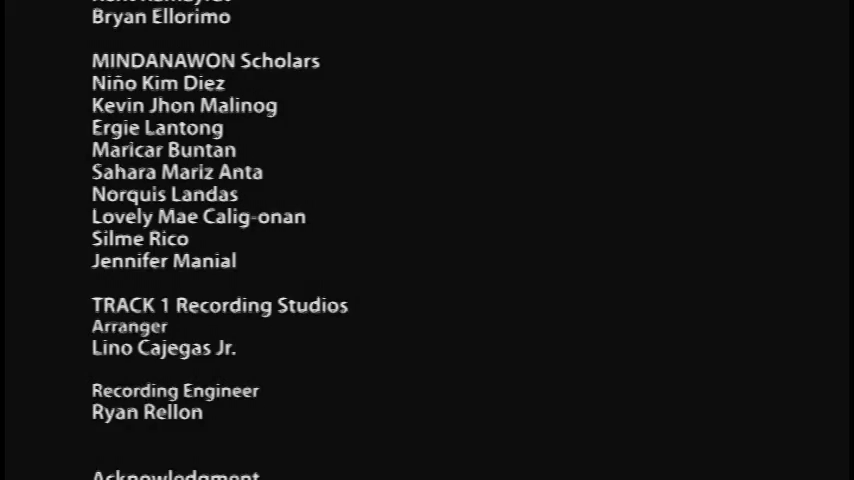 Bryan Ellorimo
MINDANAWON Scholars
Niño Kim Diez
Kevin Jhon Malinog
Ergie Lantong
Maricar Buntan
Sahara Mariz Anta
Norquis Landas
Lovely Mae Calig-onan
Silme Rico
Jennifer Manial
TRACK 1 Recording Studios
Arranger
Lino Cajegas Jr.
Recording Engineer
Ryan Rellon
Acknowledgment